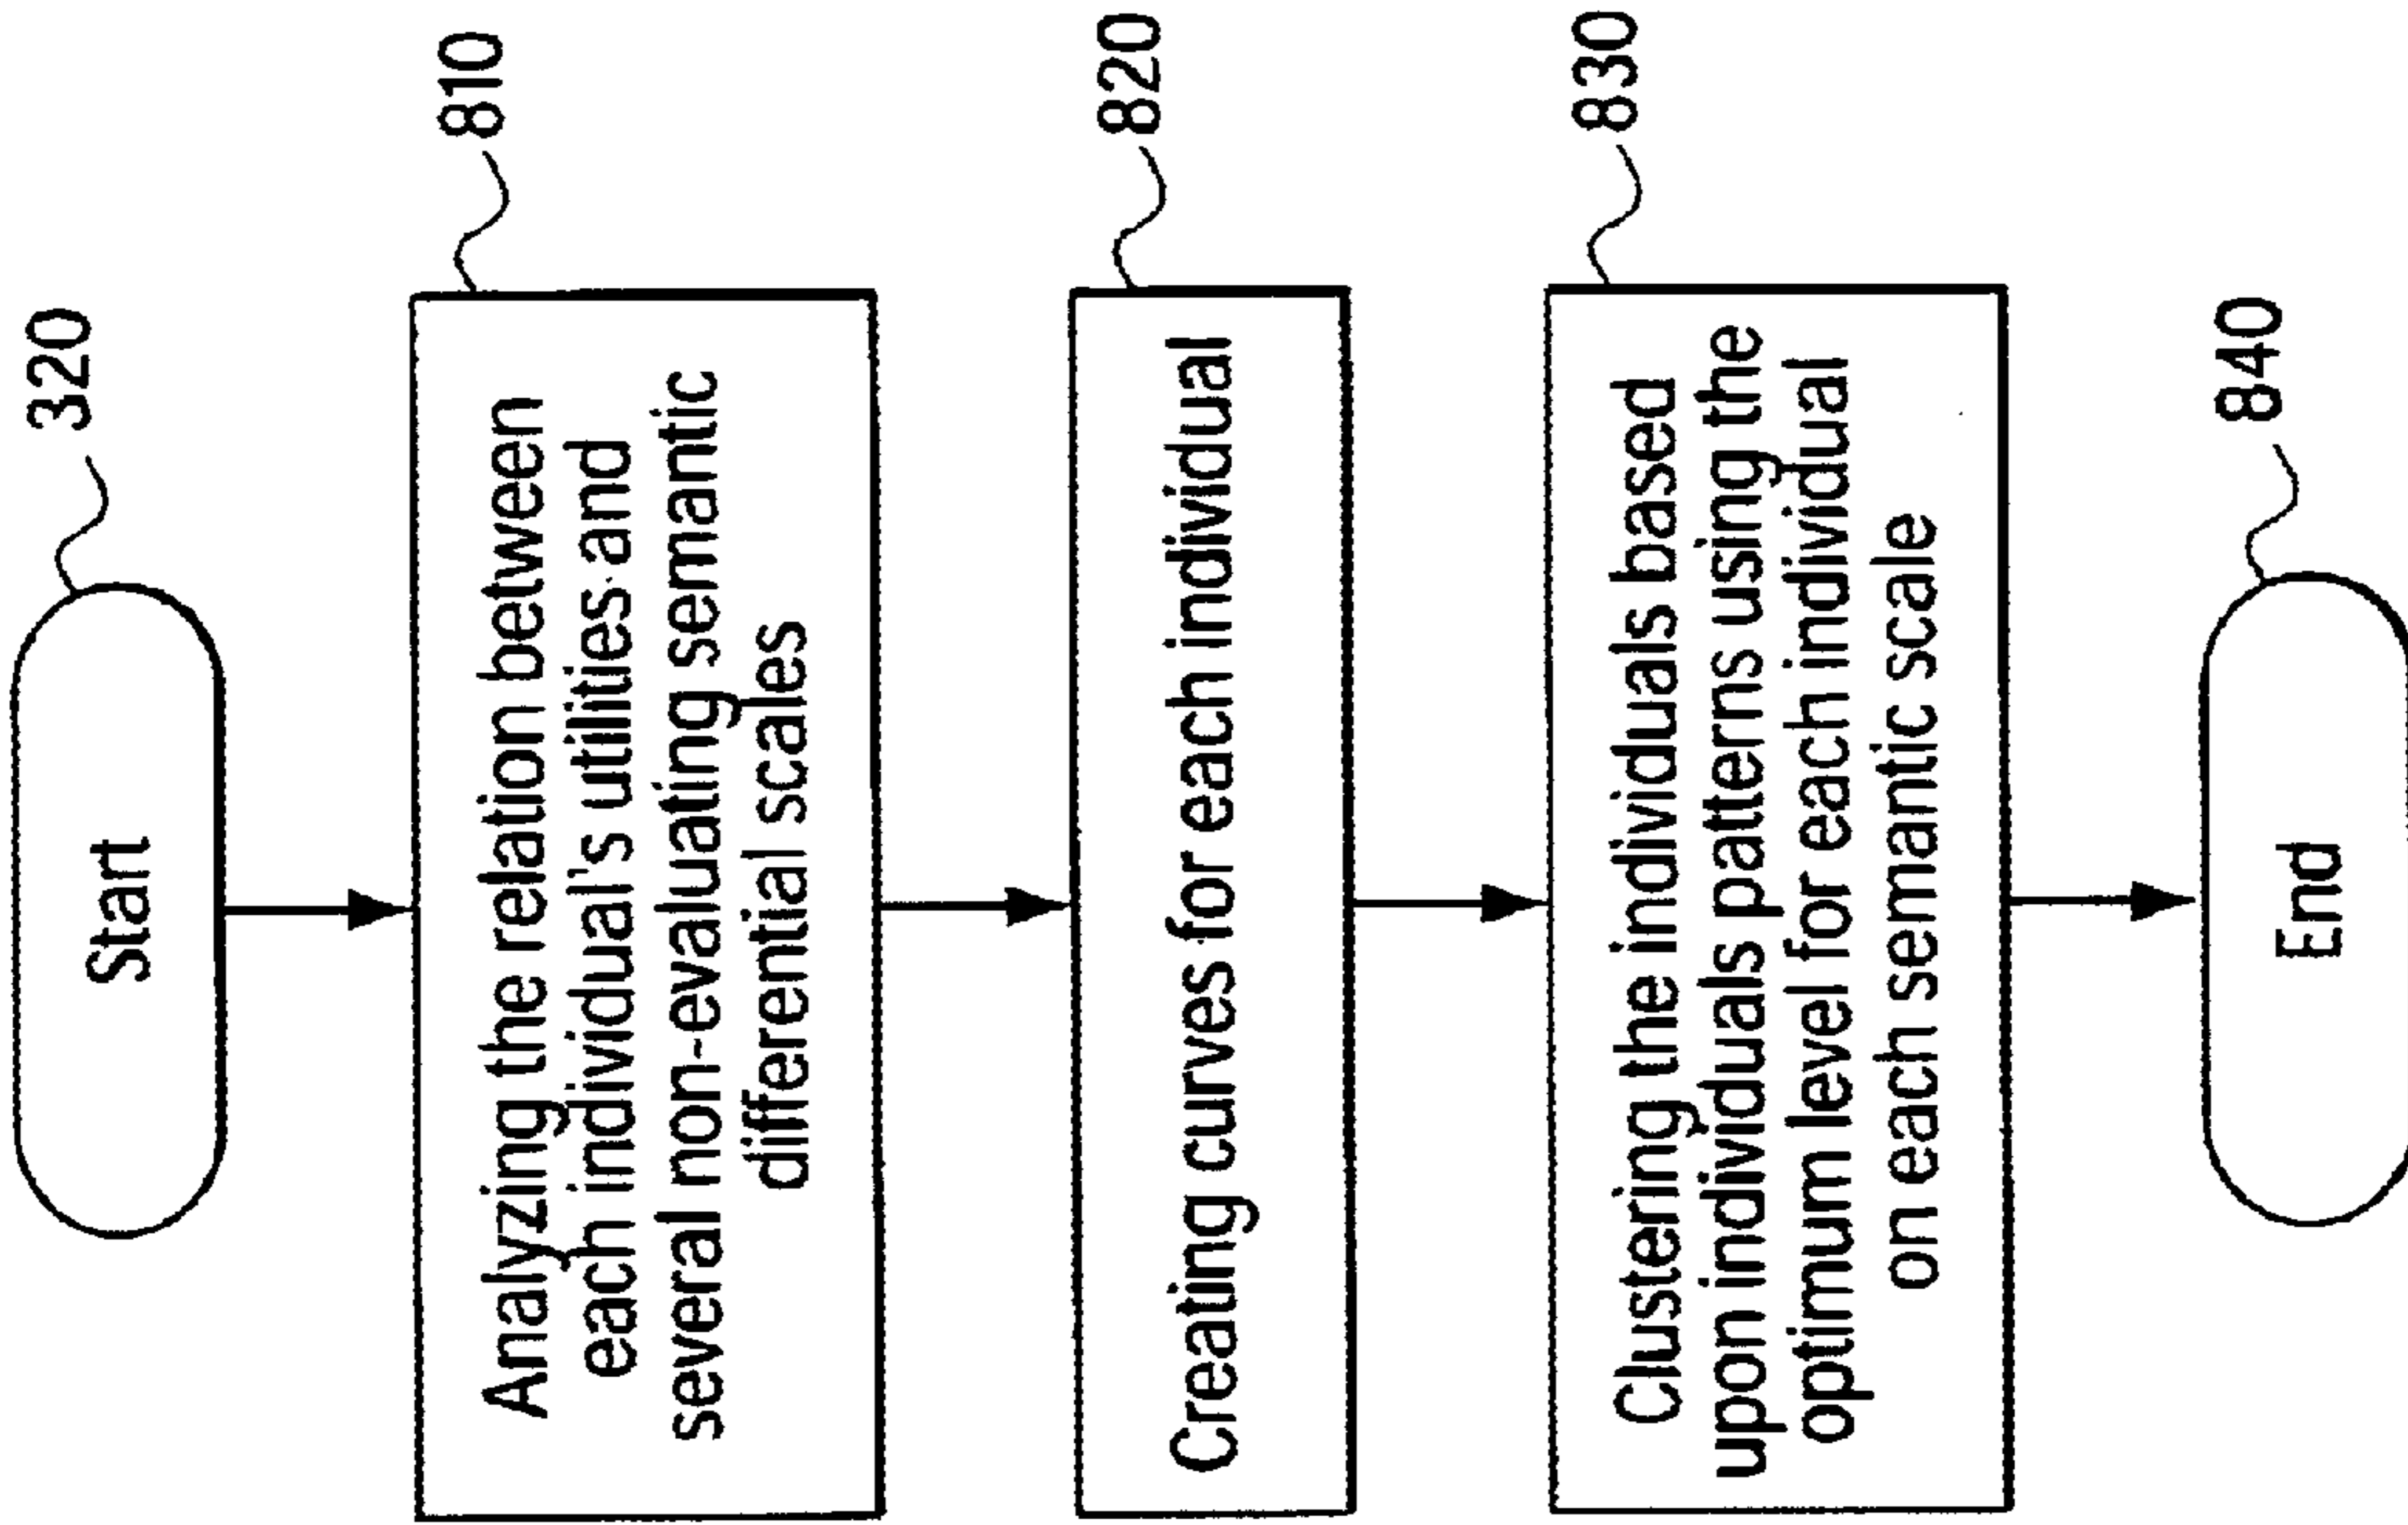 Start
320
Analyzing the relation between
each individual's utilities and
several non-evaluating semantic
differential scales
810
Creating curves for each individual
820
Clustering the individuals based
upon individuals patterns using the
optimum level for each individual
on each semantic scale
830
End
840